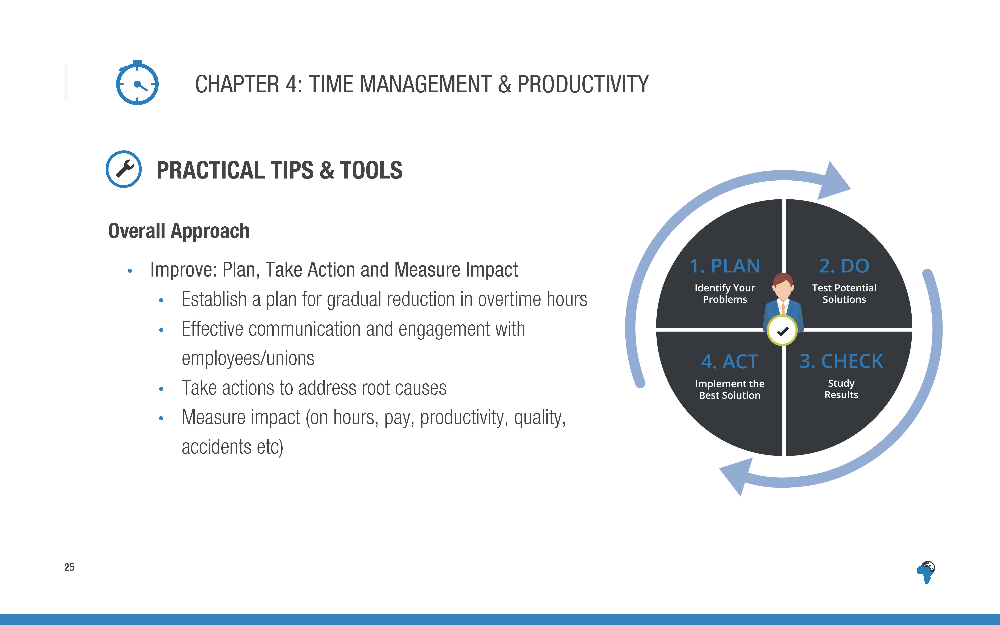 CHAPTER 4: TIME MANAGEMENT & PRODUCTIVITY
PRACTICAL TIPS & TOOLS
Overall Approach
• Improve: Plan, Take Action and Measure Impact
• Establish a plan for gradual reduction in overtime hours
• Effective communication and engagement with
employees/unions
• Take actions to address root causes
• Measure impact (on hours, pay, productivity, quality,
accidents etc)
1. PLAN
Identify Your
Problems
2. DO
Test Potential
Solutions
3. CHECK
Study
Results
4. ACT
Implement the
Best Solution
25